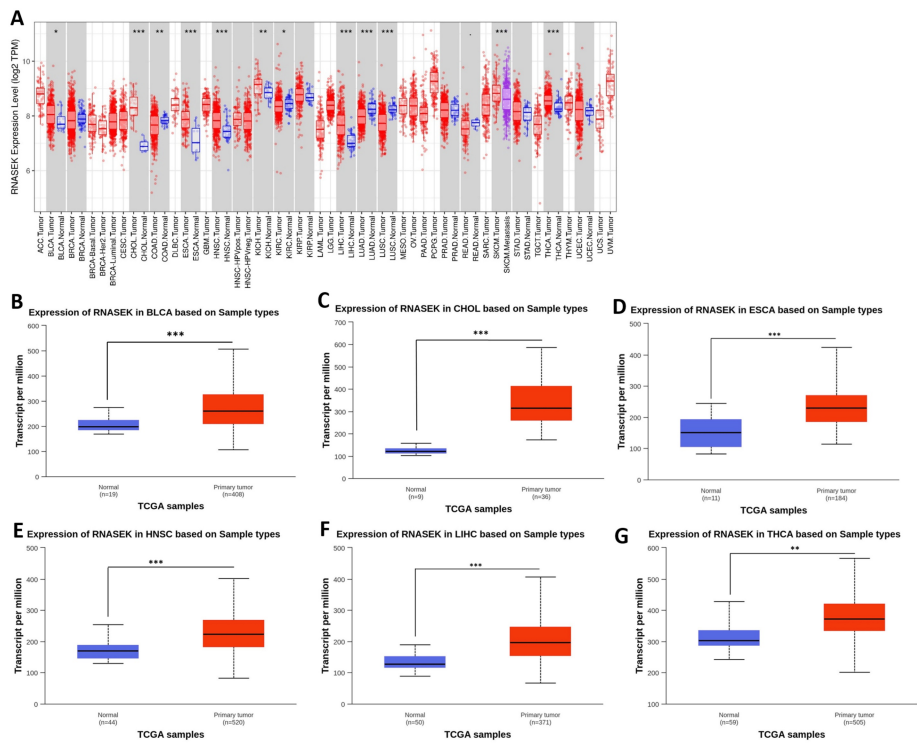 A
* *** ** *** *** ** * *** *** *** . *** ***
RNASEK Expression Level (log2 TPM)
10
8
6
ACC.Tumor
BLCA.Tumor
BLCA.Normal
BRCA.Tumor
BRCA.Normal
BRCA-Basal.Tumor
BRCA-Her2.Tumor
BRCA-Luminal.Tumor
CESC.Tumor
CHOL.Tumor
CHOL.Normal
COAD.Tumor
COAD.Normal
DLBC.Tumor
ESCA.Tumor
ESCA.Normal
GBM.Tumor
HNSC.Tumor
HNSC.Normal
HNSC-HPVpos.Tumor
HNSC-HPVneg.Tumor
KICH.Tumor
KICH.Normal
KIRC.Tumor
KIRC.Normal
KIRP.Tumor
KIRP.Normal
LAML.Tumor
LGG.Tumor
LIHC.Tumor
LIHC.Normal
LUAD.Tumor
LUAD.Normal
LUSC.Tumor
LUSC.Normal
MESO.Tumor
OV.Tumor
PAAD.Tumor
PCPG.Tumor
PRAD.Tumor
PRAD.Normal
READ.Tumor
READ.Normal
SARC.Tumor
SKCM.Tumor
SKCM.Metastasis
STAD.Tumor
STAD.Normal
TGCT.Tumor
THCA.Tumor
THCA.Normal
THYM.Tumor
UCEC.Tumor
UCEC.Normal
UCS.Tumor
UVM.Tumor
B
Expression of RNASEK in BLCA based on Sample types
***
Transcript per million
600
500
400
300
200
100
0
Normal
(n=19)
Primary tumor
(n=408)
TCGA samples
C
Expression of RNASEK in CHOL based on Sample types
***
Transcript per million
700
600
500
400
300
200
100
0
Normal
(n=9)
Primary tumor
(n=36)
TCGA samples
D
Expression of RNASEK in ESCA based on Sample types
***
Transcript per million
500
400
300
200
100
0
Normal
(n=11)
Primary tumor
(n=184)
TCGA samples
E
Expression of RNASEK in HNSC based on Sample types
***
Transcript per million
500
400
300
200
100
0
Normal
(n=44)
Primary tumor
(n=520)
TCGA samples
F
Expression of RNASEK in LIHC based on Sample types
***
Transcript per million
500
400
300
200
100
0
Normal
(n=50)
Primary tumor
(n=371)
TCGA samples
G
Expression of RNASEK in THCA based on Sample types
**
Transcript per million
600
500
400
300
200
100
Normal
(n=59)
Primary tumor
(n=505)
TCGA samples